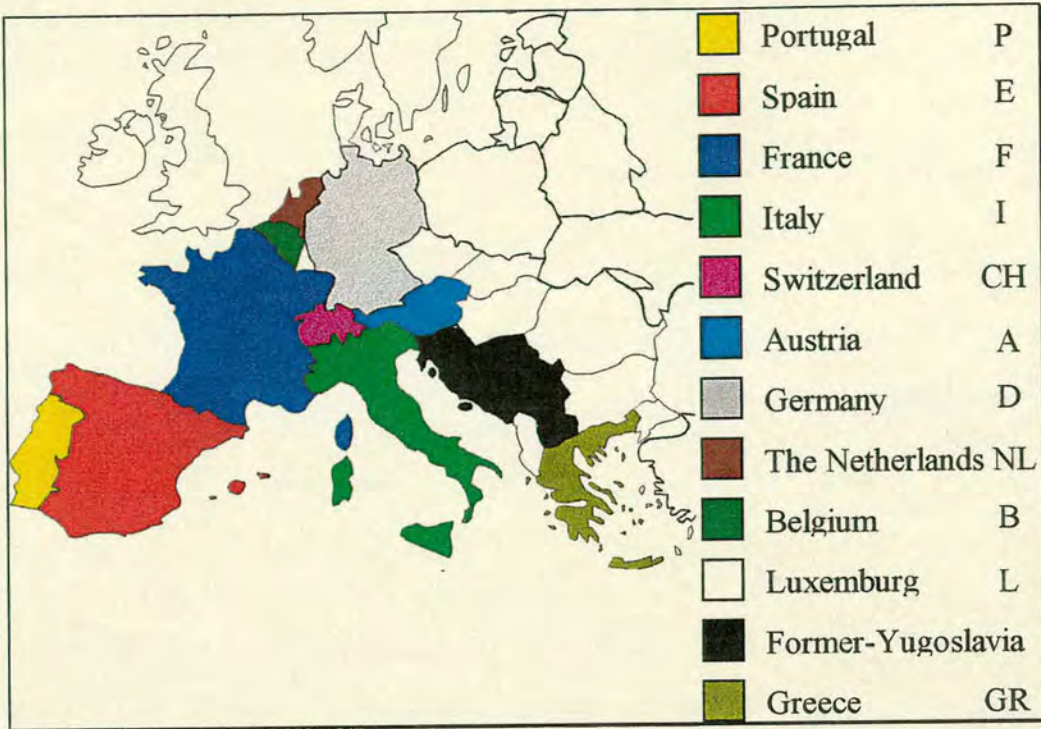 Portugal P
Spain E
France F
Italy I
Switzerland CH
Austria A
Germany D
The Netherlands NL
Belgium B
Luxemburg L
Former-Yugoslavia
Greece GR